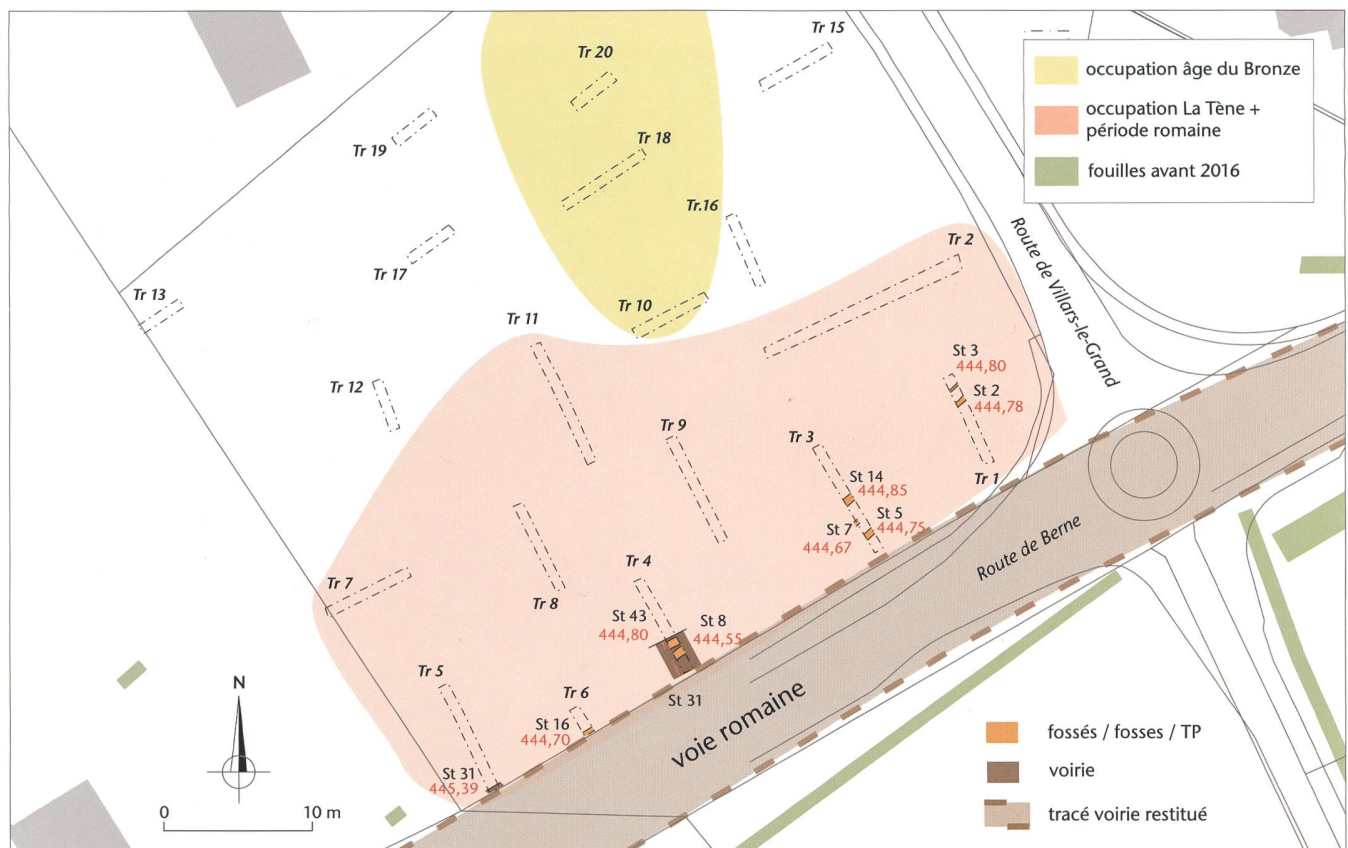 Tr 15
Tr 20
occupation âge du Bronze
occupation La Tène +
période romaine
fouilles avant 2016
Tr 19
Tr 18
Tr.16
Tr 2
Route de Villars-le-Grand
Tr 17
Tr 13
Tr 10
Tr 11
St 3
444,80
St 2
444,78
Tr 12
Tr 9
Tr 3
Tr 1
St 14
444,85
St 5
444,75
St 7
444,67
Route de Berne
Tr 7
Tr 8
Tr 4
St 43
444,80
St 8
444,55
Tr 5
Tr 6
St 31
St 16
444,70
voie romaine
St 31
445,39
N
0 10 m
fossés / fosses / TP
voirie
tracé voirie restitué